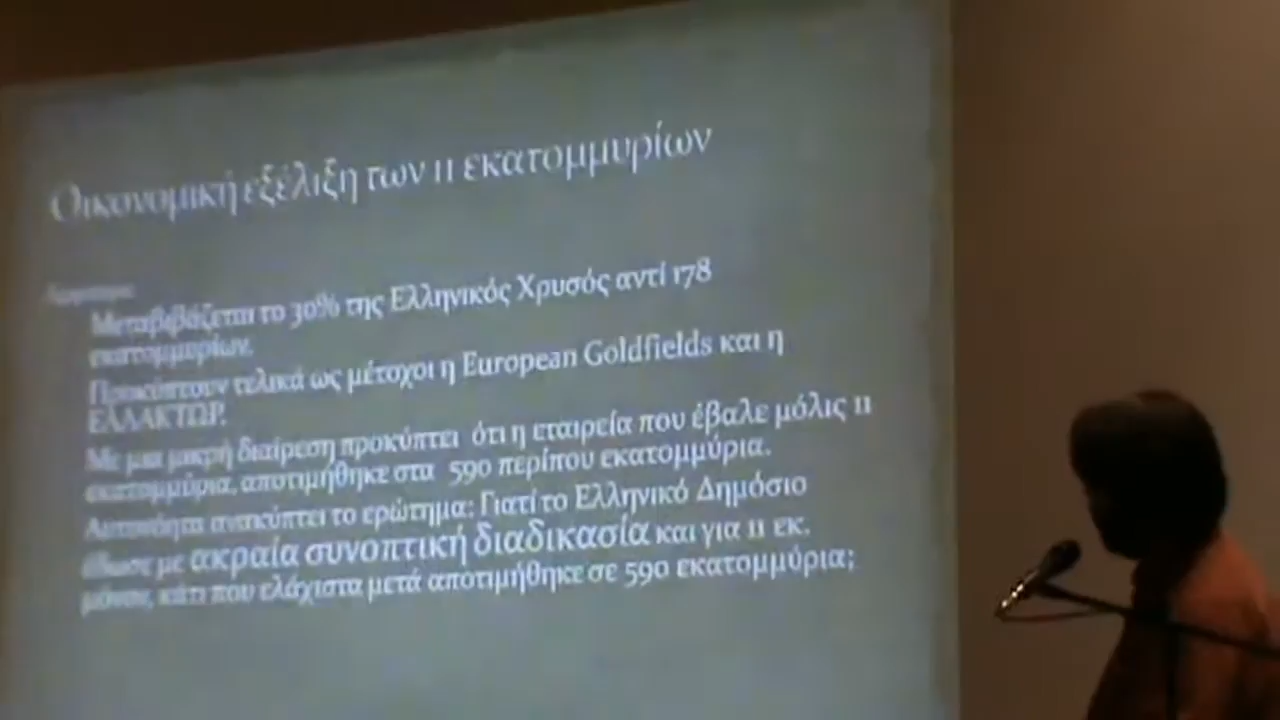 Οικονομική εξέλιξη των 11 εκατομμυρίων
Μεταβιβάζεται το 30% της Ελληνικός Χρυσός αντί 178
εκατομμυρίων.
Προκύπτουν τελικά ως μέτοχοι η European Goldfields και η
ΕΛΛΑΚΤΩΡ.
Με μια μικρή διαίρεση προκύπτει ότι η εταιρεία που έβαλε μόλις 11
εκατομμύρια, αποτιμήθηκε στα 590 περίπου εκατομμύρια.
Αυτονόητα ανακύπτει το ερώτημα: Γιατί το Ελληνικό Δημόσιο
έδωσε με ακραία συνοπτική διαδικασία και για 11 εκ.
μόνον, κάτι που ελάχιστα μετά αποτιμήθηκε σε 590 εκατομμύρια;